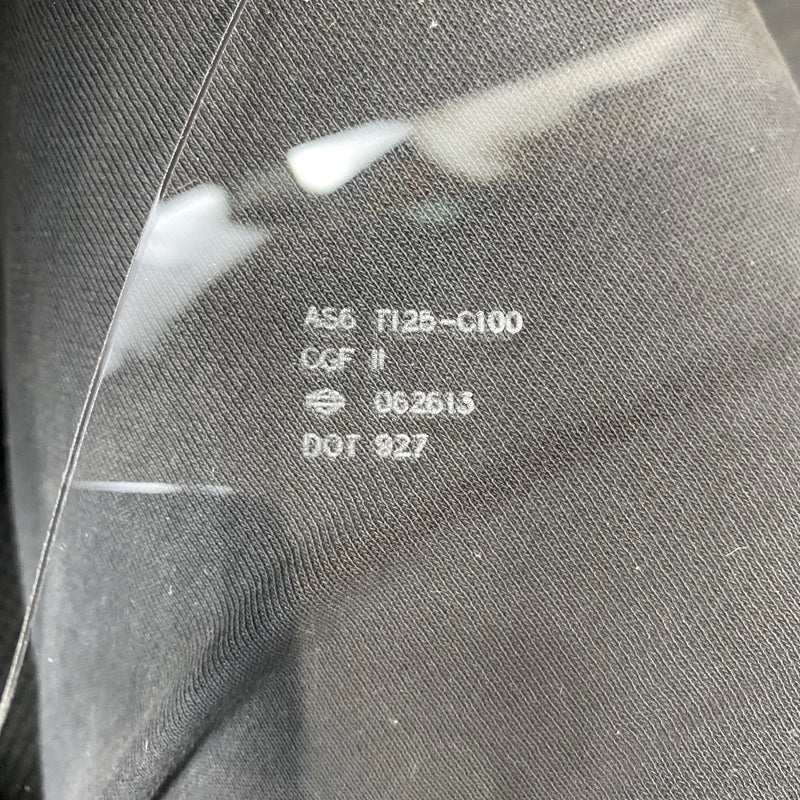 AS6 T125-C100
CGF II
062613
DOT 927